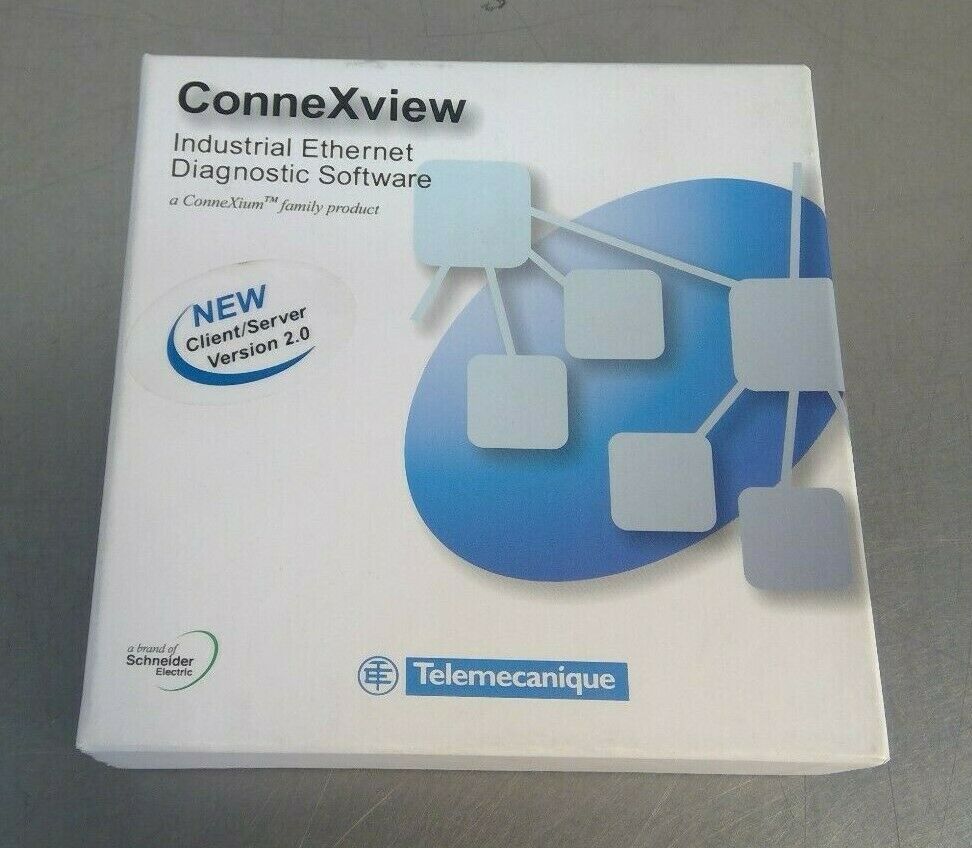 ConneXview
Industrial Ethernet
Diagnostic Software
a ConneXium™ family product
NEW
Client/Server
Version 2.0
a brand of
Schneider
Electric
Telemecanique